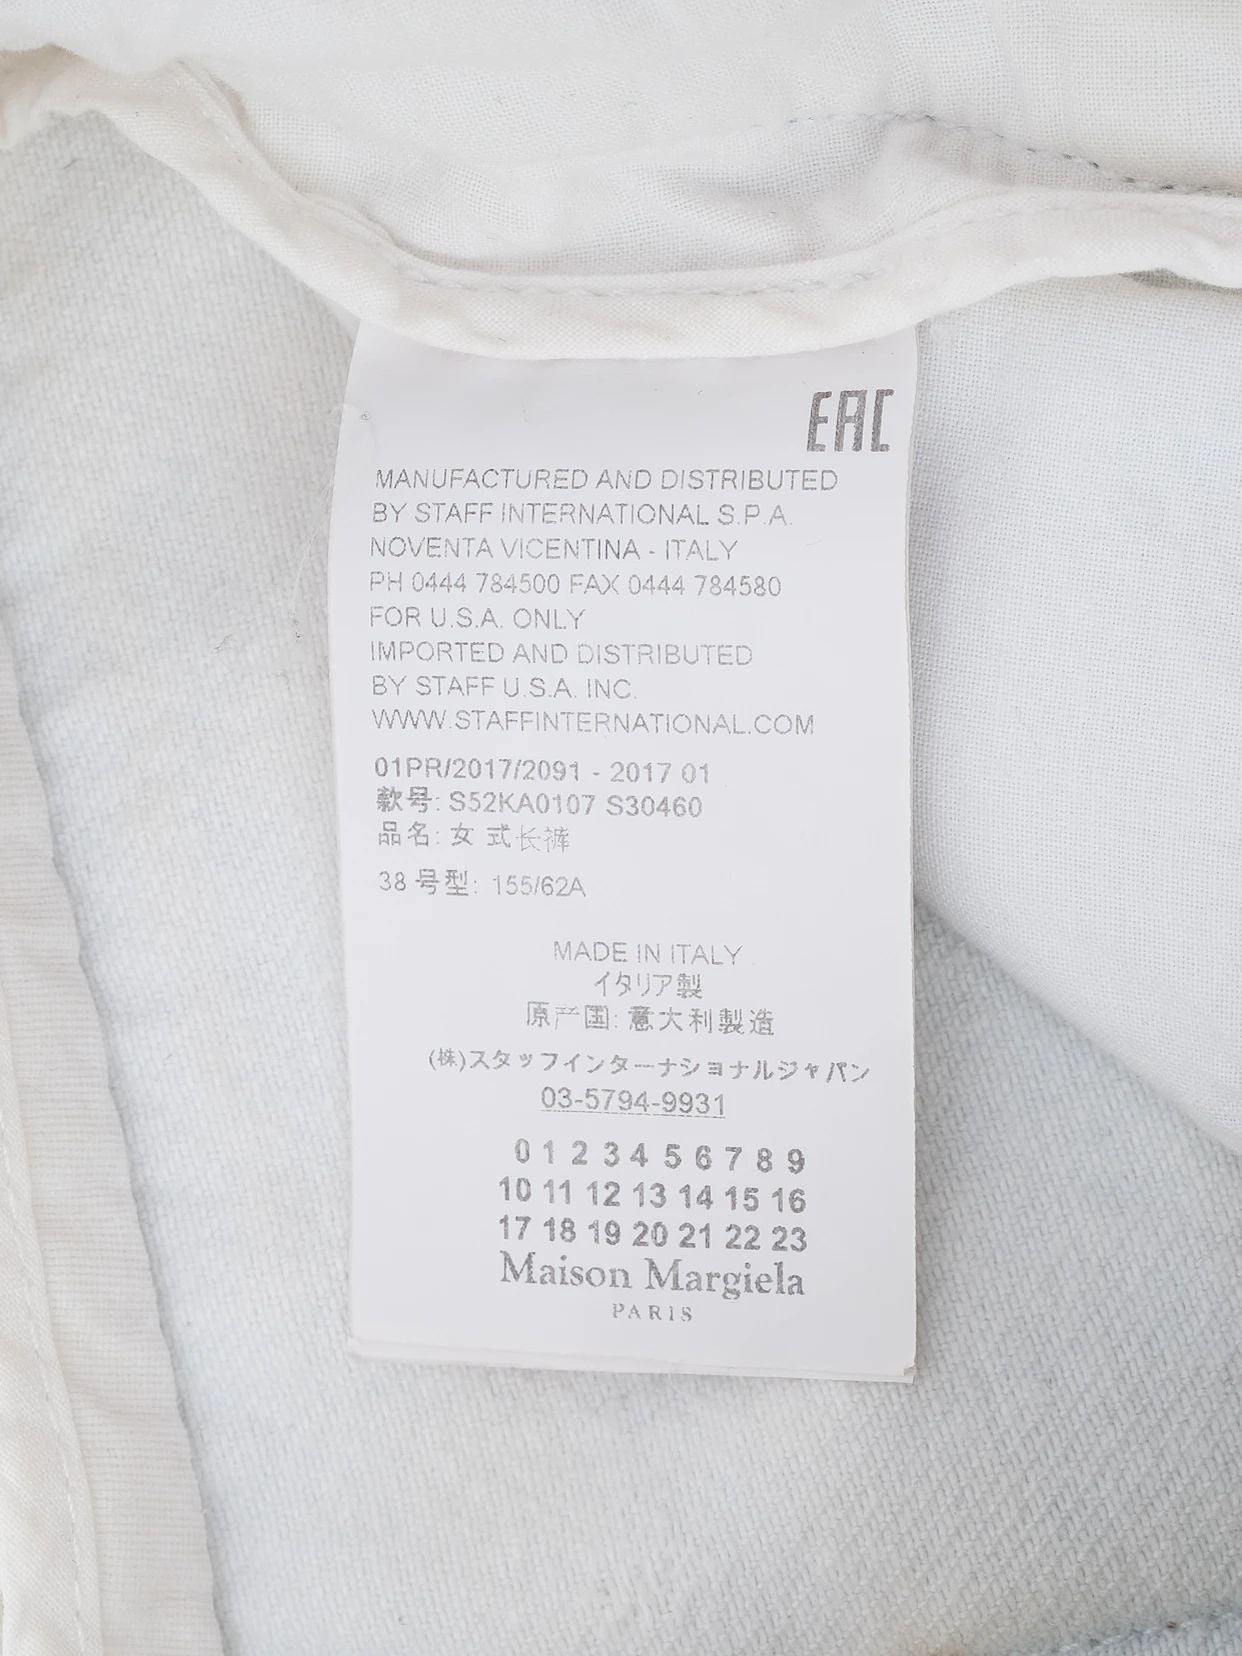 EAC
MANUFACTURED AND DISTRIBUTED
BY STAFF INTERNATIONAL S.P.A.
NOVENTA VICENTINA - ITALY
PH 0444 784500 FAX 0444 784580
FOR U.S.A. ONLY
IMPORTED AND DISTRIBUTED
BY STAFF U.S.A. INC.
WWW.STAFFINTERNATIONAL.COM
01PR/2017/2091 - 2017 01
款号: S52KA0107 S30460
品名: 女 式长裤
38 号型: 155/62A
MADE IN ITALY
イタリア製
原产国: 意大利製造
(株)スタッフインターナショナルジャパン
03-5794-9931
0 1 2 3 4 5 6 7 8 9
10 11 12 13 14 15 16
17 18 19 20 21 22 23
Maison Margiela
PARIS